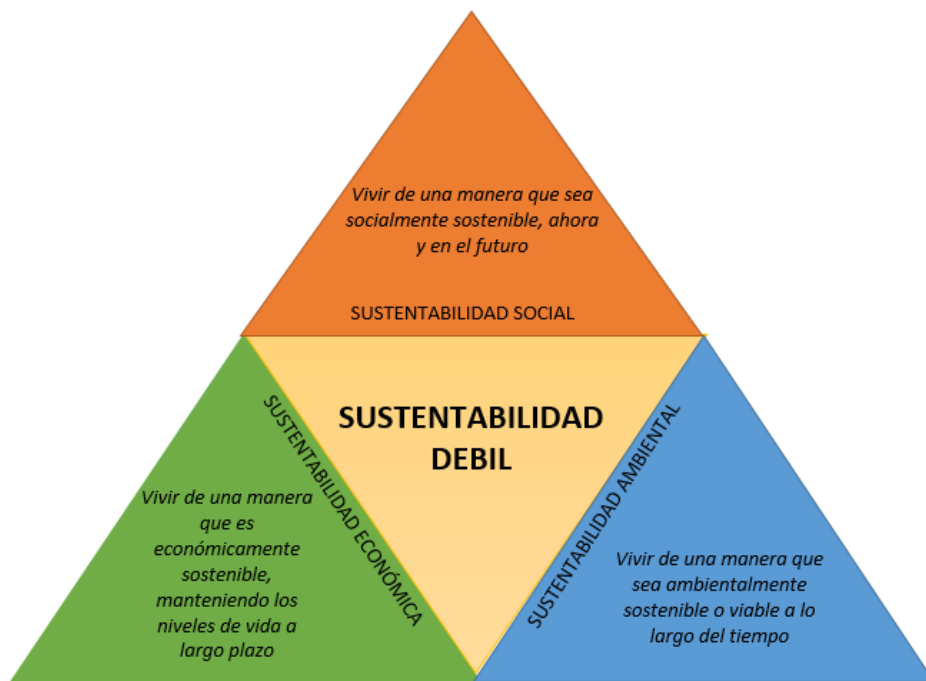 Vivir de una manera que sea
socialmente sostenible, ahora
y en el futuro
SUSTENTABILIDAD SOCIAL
SUSTENTABILIDAD
DEBIL
SUSTENTABILIDAD ECONÓMICA
Vivir de una manera
que es
económicamente
sostenible,
manteniendo los
niveles de vida a
largo plazo
SUSTENTABILIDAD AMBIENTAL
Vivir de una manera que
sea ambientalmente
sostenible o viable a lo
largo del tiempo